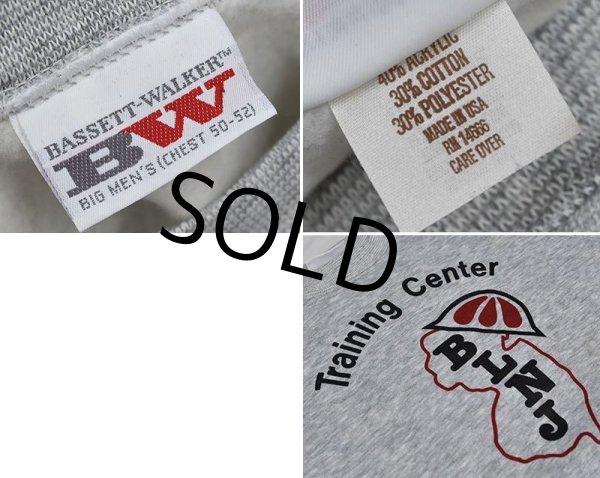 BASSETT-WALKER™
BW
BIG MEN'S (CHEST 50-52)
40% ACRYLIC
30% COTTON
30% POLYESTER
MADE IN USA
RN 14666
CARE OVER
SOLD
Training Center
BLNJ